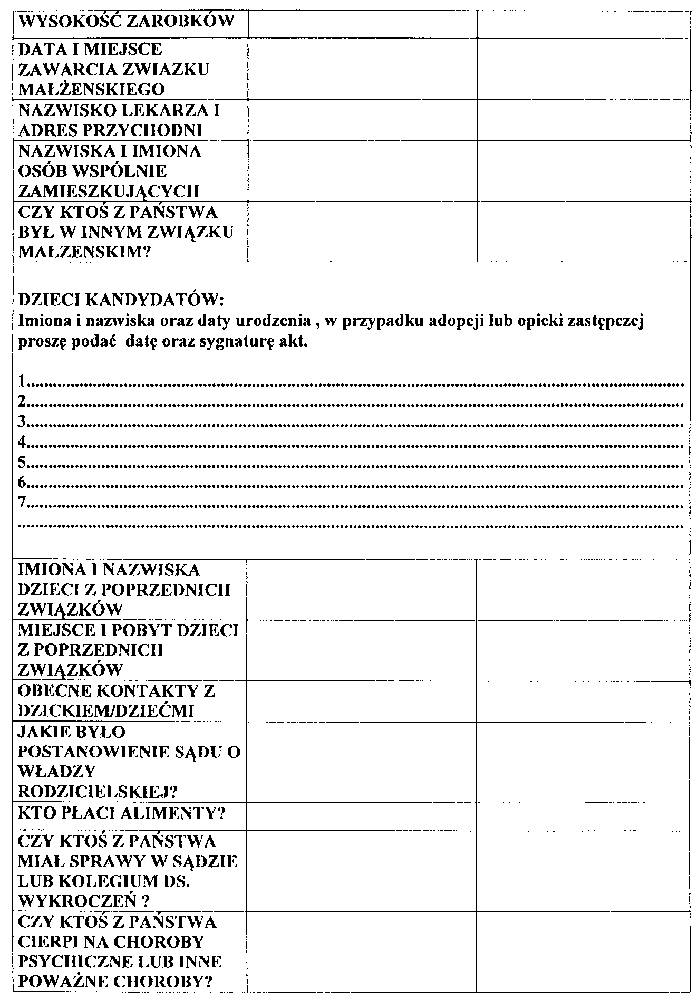 WYSOKOŚĆ ZAROBKÓW
DATA I MIEJSCE
ZAWARCIA ZWIAZKU
MAŁŻENSKIEGO
NAZWISKO LEKARZA I
ADRES PRZYCHODNI
NAZWISKA I IMIONA
OSÓB WSPÓLNIE
ZAMIESZKUJĄCYCH
CZY KTOŚ Z PAŃSTWA
BYŁ W INNYM ZWIĄZKU
MAŁZENSKIM?
DZIECI KANDYDATÓW:
Imiona i nazwiska oraz daty urodzenia , w przypadku adopcji lub opieki zastępczej
proszę podać datę oraz sygnaturę akt.
1......................................................................................................................................................
2......................................................................................................................................................
3......................................................................................................................................................
4......................................................................................................................................................
5......................................................................................................................................................
6......................................................................................................................................................
7......................................................................................................................................................
........................................................................................................................................................
IMIONA I NAZWISKA
DZIECI Z POPRZEDNICH
ZWIĄZKÓW
MIEJSCE I POBYT DZIECI
Z POPRZEDNICH
ZWIĄZKÓW
OBECNE KONTAKTY Z
DZICKIEM/DZIEĆMI
JAKIE BYŁO
POSTANOWIENIE SĄDU O
WŁADZY
RODZICIELSKIEJ?
KTO PŁACI ALIMENTY?
CZY KTOŚ Z PAŃSTWA
MIAŁ SPRAWY W SĄDZIE
LUB KOLEGIUM DS.
WYKROCZEŃ ?
CZY KTOŚ Z PAŃSTWA
CIERPI NA CHOROBY
PSYCHICZNE LUB INNE
POWAŻNE CHOROBY?